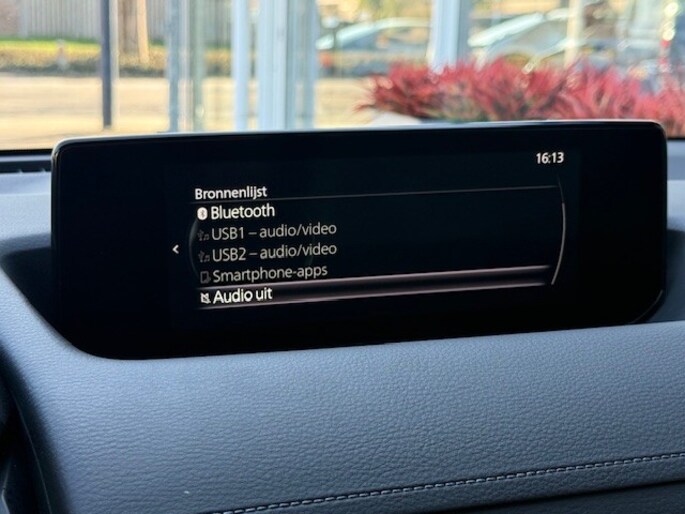 16:13
Bronnenlijst
Bluetooth
USB1 – audio/video
USB2 – audio/video
Smartphone-apps
Audio uit